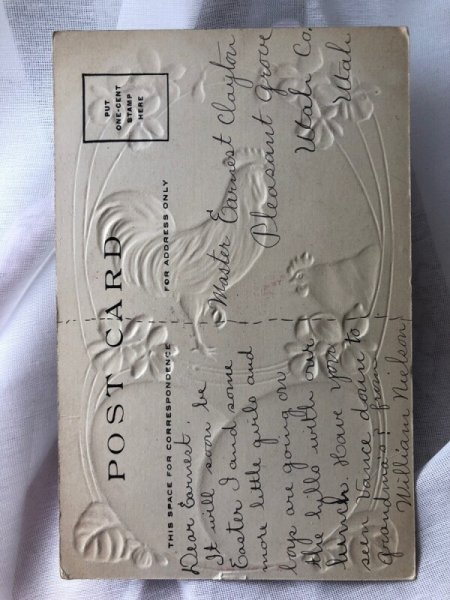 POST CARD
THIS SPACE FOR CORRESPONDENCE
FOR ADDRESS ONLY
PUT
ONE-CENT
STAMP
HERE
Dear Earnest.
It will soon be
Easter I and some
more little girls and
boys are going on
the hills with our
lunch. Have you
seen Vance down to
grandma's? from
William Nielson
Master Earnest Clayton
Pleasant Grove
Utah Co.
Utah